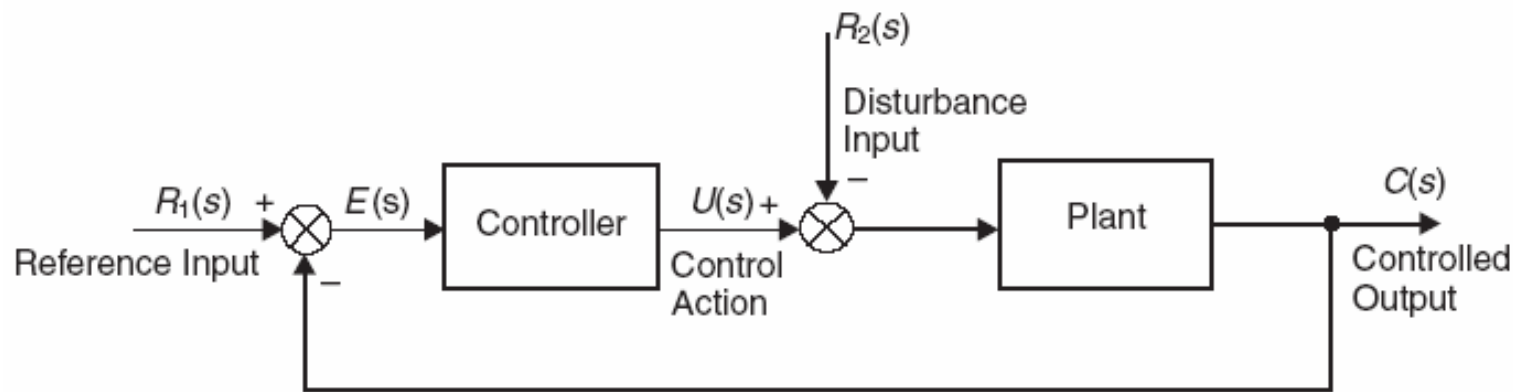 R₂(s)
Disturbance
Input
R₁(s) +
Reference Input
–
E(s)
Controller
U(s) +
Control
Action
–
Plant
C(s)
Controlled
Output